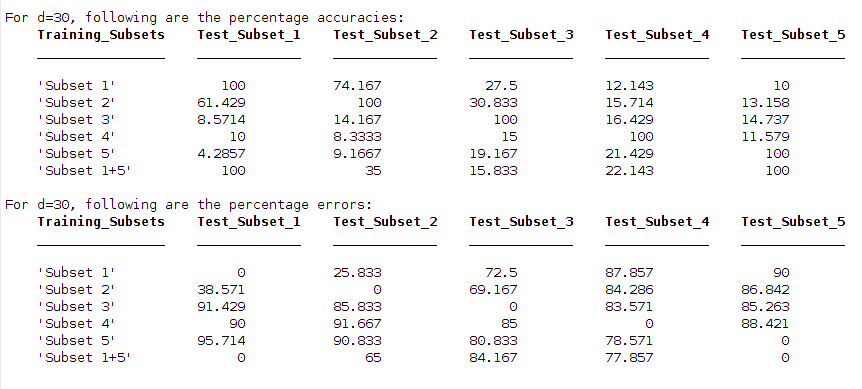 For d=30, following are the percentage accuracies:
Training_Subsets Test_Subset_1 Test_Subset_2 Test_Subset_3 Test_Subset_4 Test_Subset_5
'Subset 1' 100 74.167 27.5 12.143 10
'Subset 2' 61.429 100 30.833 15.714 13.158
'Subset 3' 8.5714 14.167 100 16.429 14.737
'Subset 4' 10 8.3333 15 100 11.579
'Subset 5' 4.2857 9.1667 19.167 21.429 100
'Subset 1+5' 100 35 15.833 22.143 100
For d=30, following are the percentage errors:
Training_Subsets Test_Subset_1 Test_Subset_2 Test_Subset_3 Test_Subset_4 Test_Subset_5
'Subset 1' 0 25.833 72.5 87.857 90
'Subset 2' 38.571 0 69.167 84.286 86.842
'Subset 3' 91.429 85.833 0 83.571 85.263
'Subset 4' 90 91.667 85 0 88.421
'Subset 5' 95.714 90.833 80.833 78.571 0
'Subset 1+5' 0 65 84.167 77.857 0